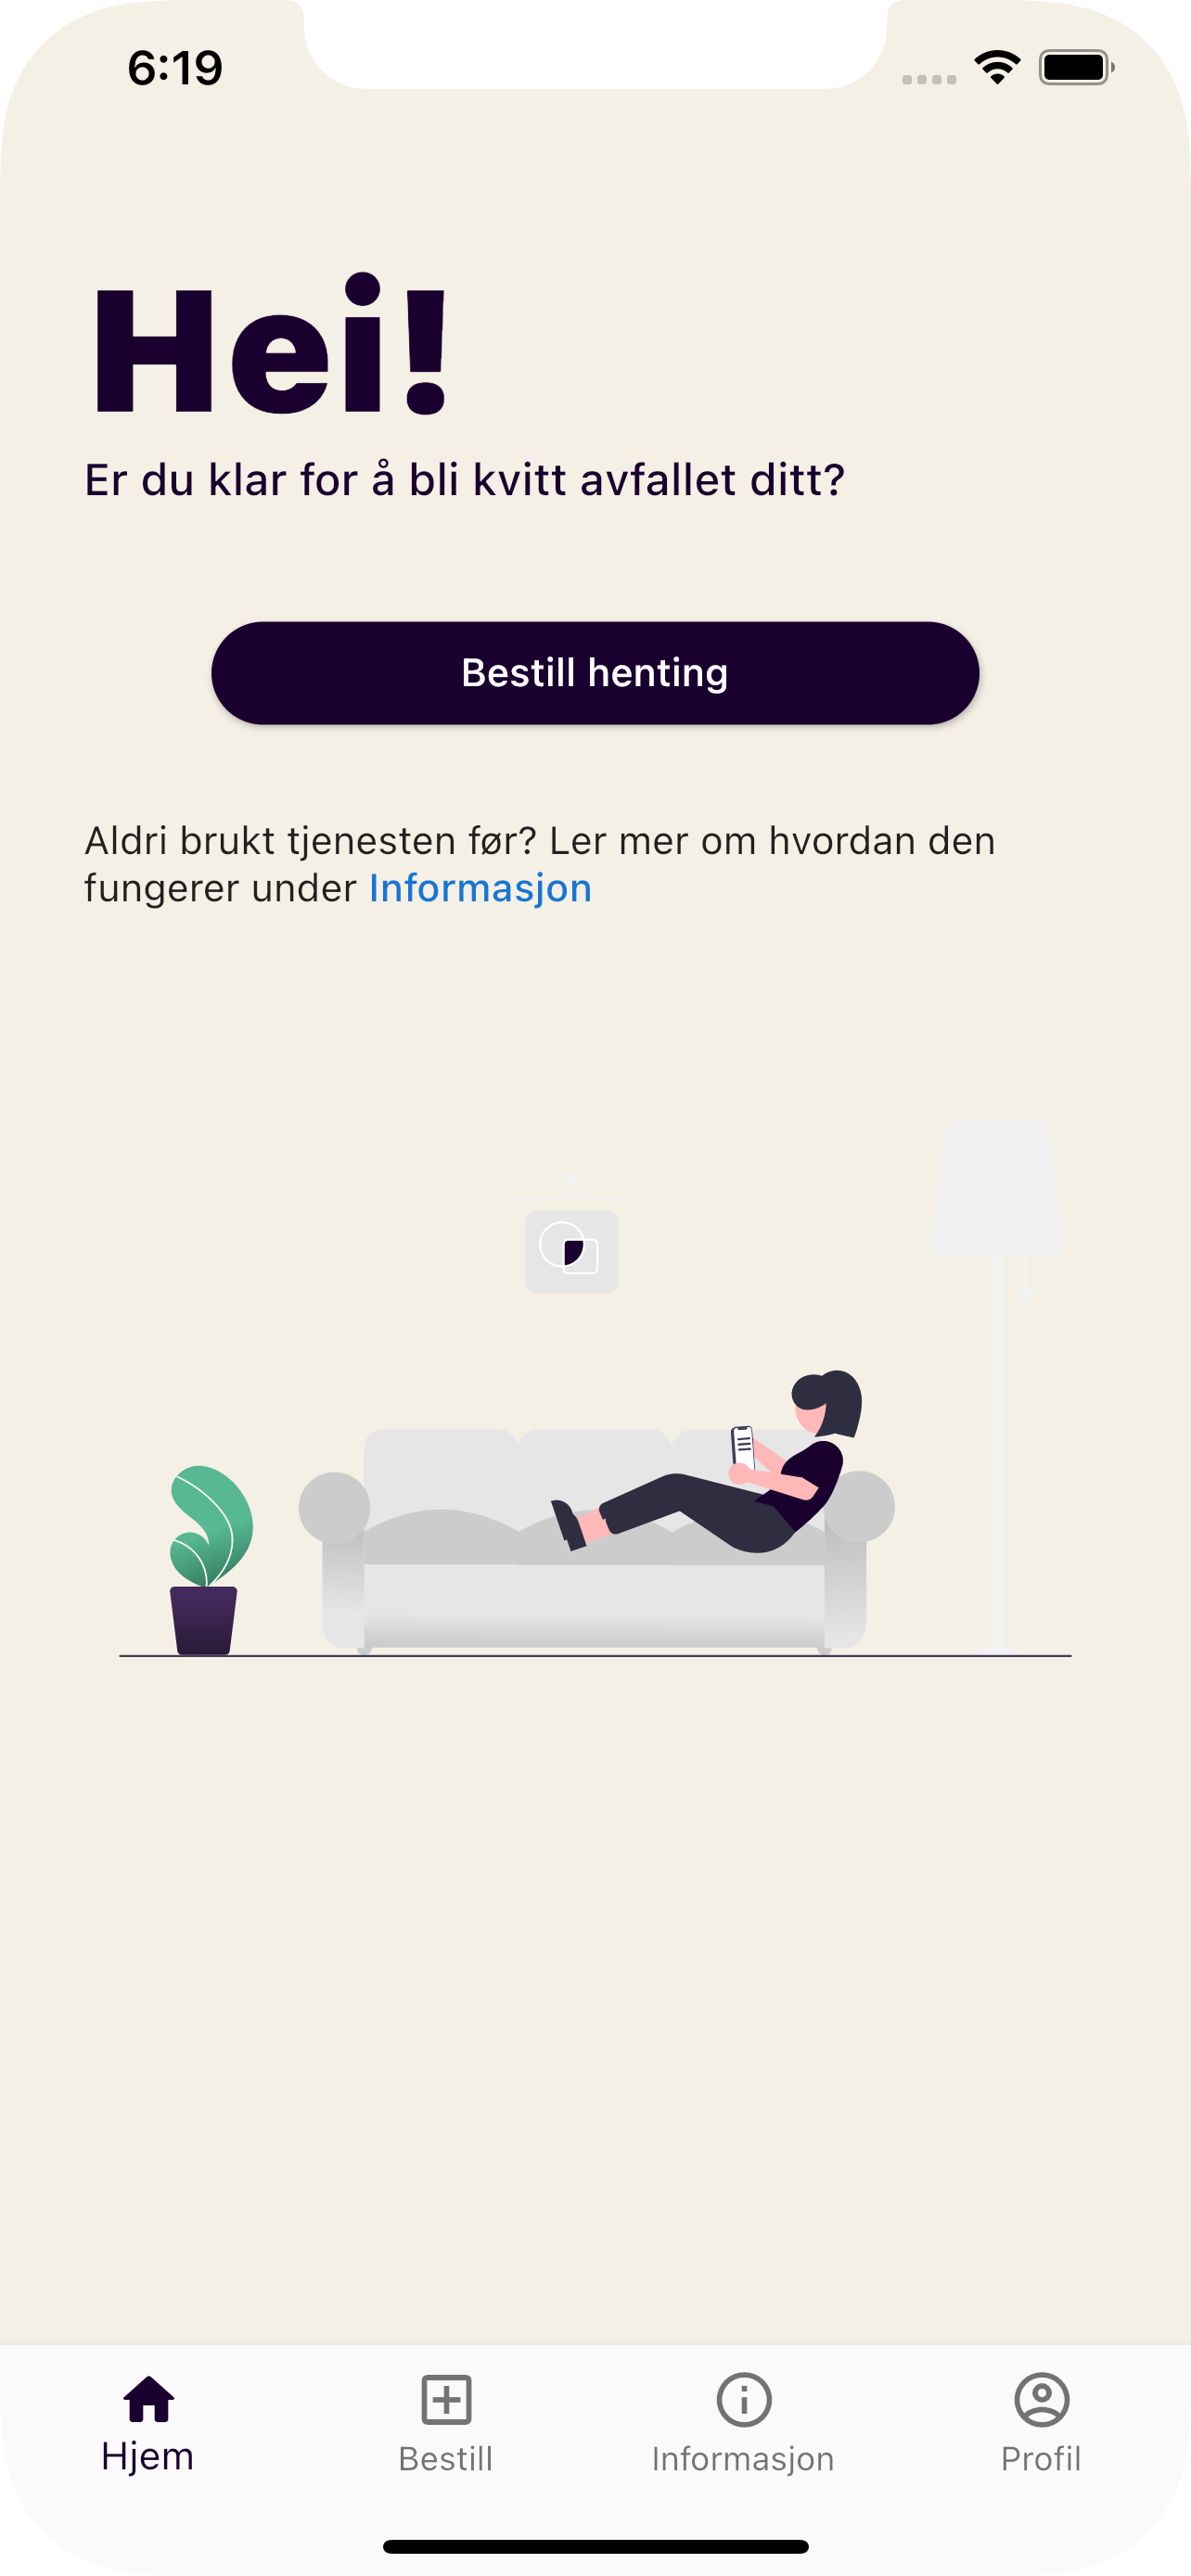 6:19
Hei!
Er du klar for å bli kvitt avfallet ditt?
Bestill henting
Aldri brukt tjenesten før? Ler mer om hvordan den
fungerer under Informasjon
Hjem
Bestill
Informasjon
Profil